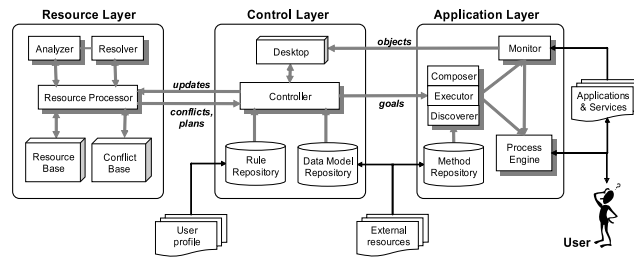 Resource Layer
Control Layer
Application Layer
Analyzer
Resolver
Desktop
objects
Monitor
Composer
updates
Resource Processor
Controller
Executor
goals
Applications
& Services
conflicts,
plans
Discoverer
Resource
Base
Conflict
Base
Rule
Repository
Data Model
Repository
Method
Repository
Process
Engine
?
User
profile
External
resources
User